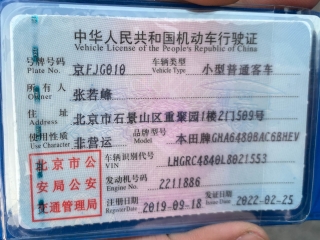 中华人民共和国机动车行驶证
Vehicle License of the People's Republic of China
号牌号码 京FJG010 车辆类型 小型普通客车
Plate No. Vehicle Type
所有人 张若峰
Owner
住址 北京市石景山区重聚园1楼2门509号
Address
使用性质 非营运 品牌型号 本田牌GHA6480BAC6BHEV
Use Character Model
北京市公 车辆识别代号 LHGRC4840L8021553
VIN
安局公安 发动机号码 2211886
Engine No.
交通管理局 注册日期 2019-09-18 发证日期 2022-02-25
Register Date Issue Date